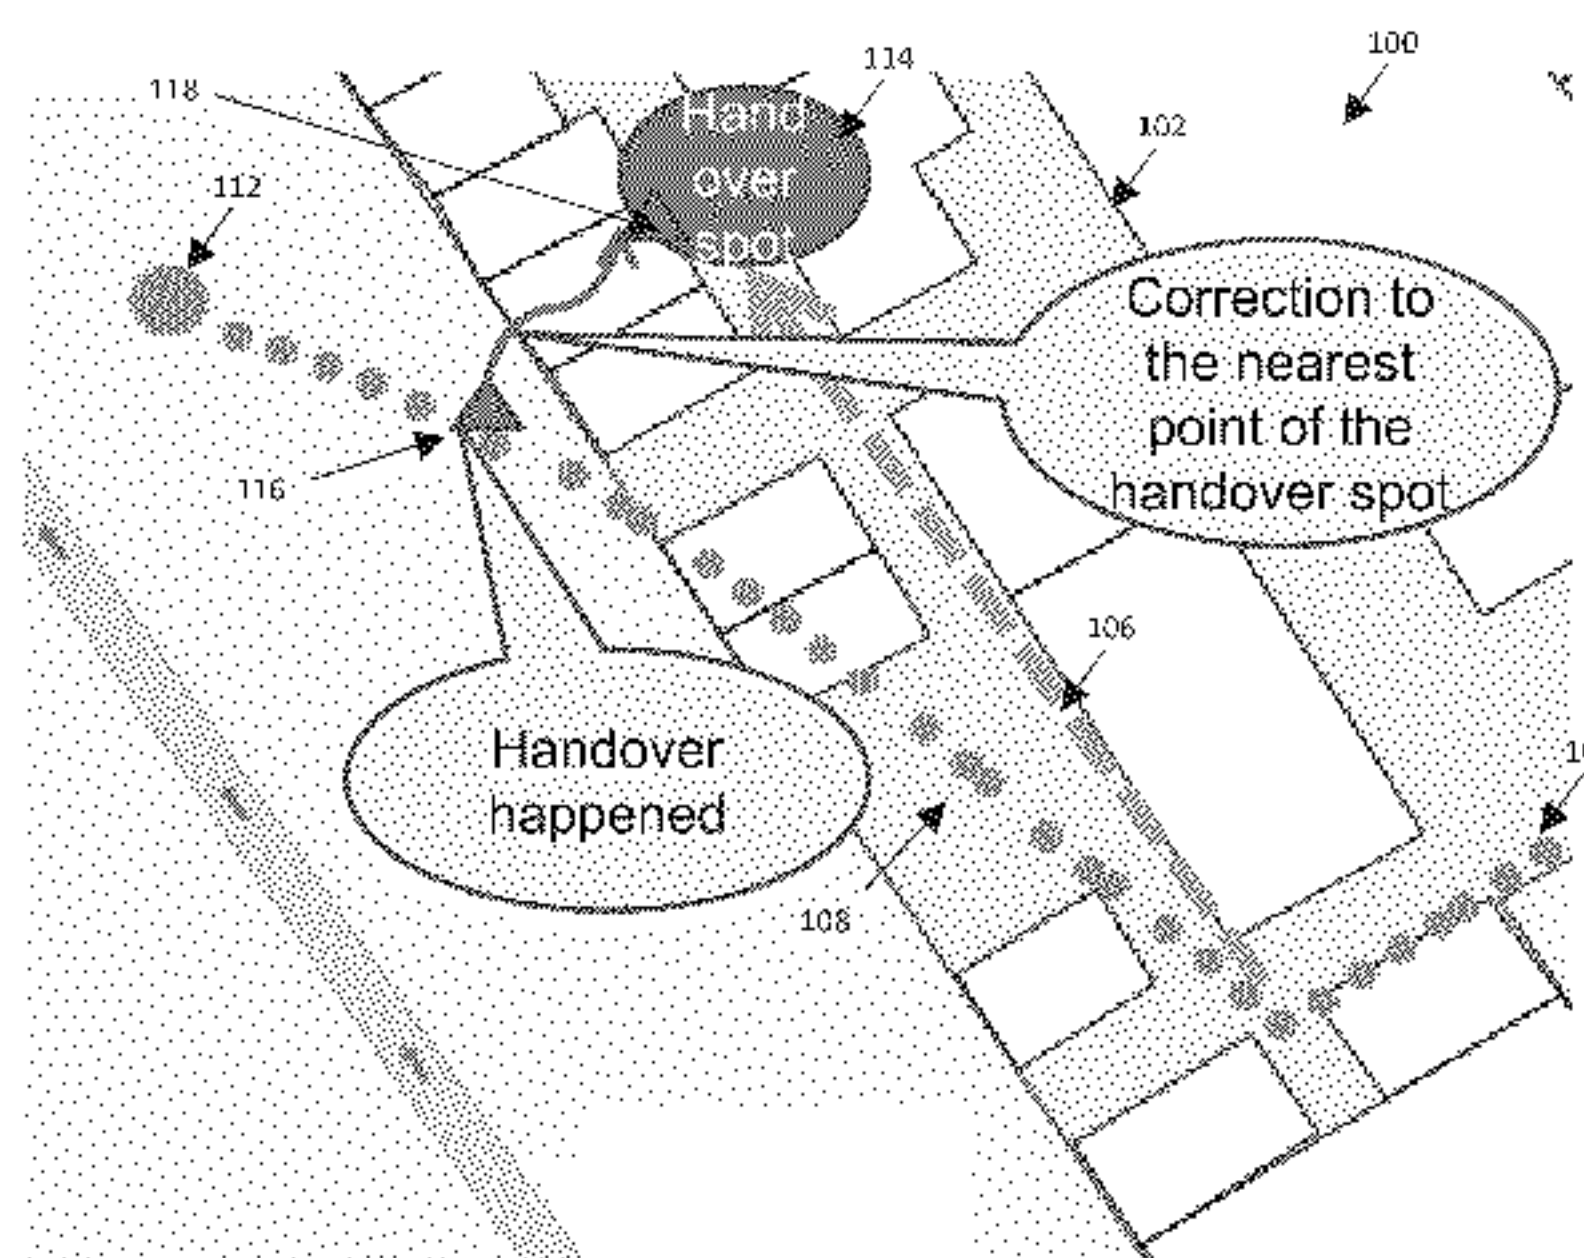 100
114
118
102
Hand
over
spot
112
Correction to
the nearest
point of the
handover spot
116
106
Handover
happened
108